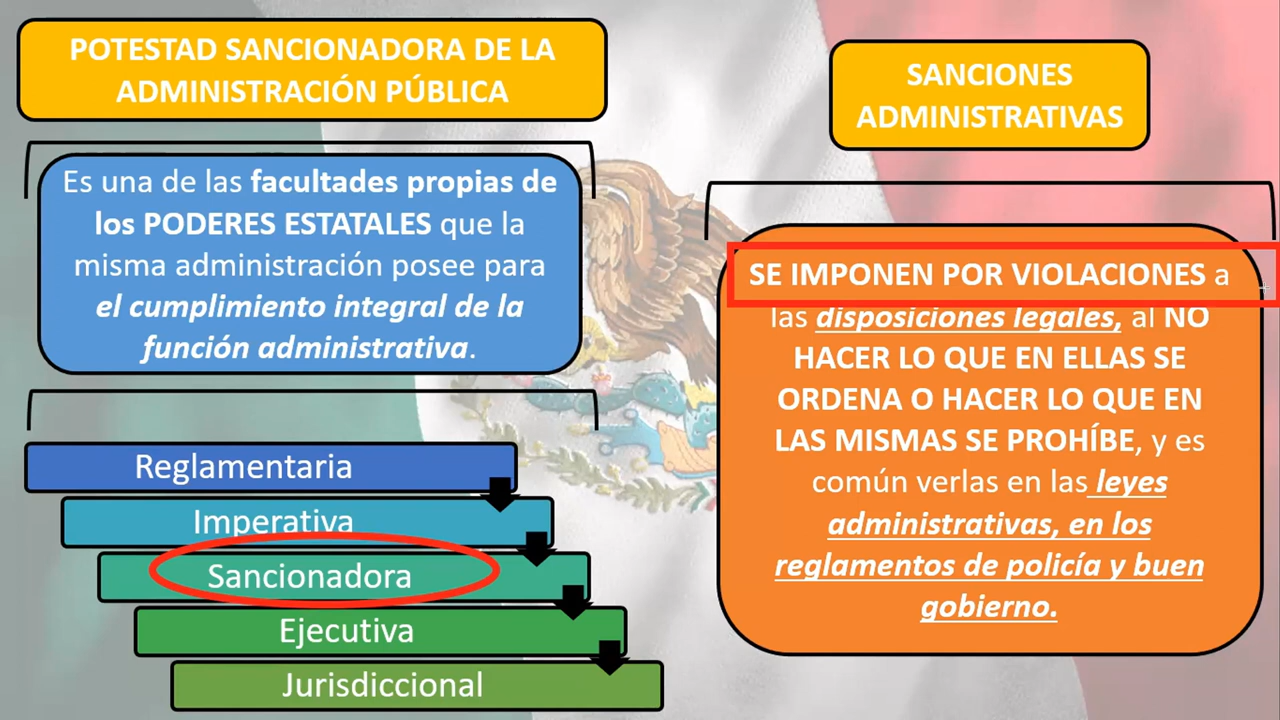 POTESTAD SANCIONADORA DE LA
ADMINISTRACIÓN PÚBLICA
Es una de las facultades propias de
los PODERES ESTATALES que la
misma administración posee para
el cumplimiento integral de la
función administrativa.
Reglamentaria
Imperativa
Sancionadora
Ejecutiva
Jurisdiccional
SANCIONES
ADMINISTRATIVAS
SE IMPONEN POR VIOLACIONES a
las disposiciones legales, al NO
HACER LO QUE EN ELLAS SE
ORDENA O HACER LO QUE EN
LAS MISMAS SE PROHÍBE, y es
común verlas en las leyes
administrativas, en los
reglamentos de policía y buen
gobierno.